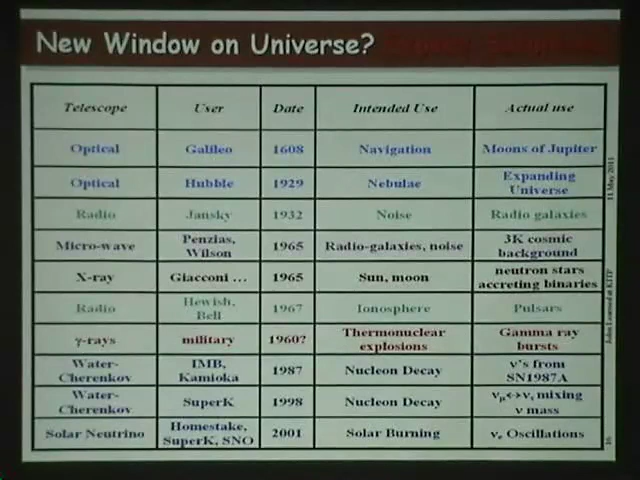 New Window on Universe?
Telescope User Date Intended Use Actual use
Optical Galileo 1608 Navigation Moons of Jupiter
Optical Hubble 1929 Nebulae Expanding Universe
Radio Jansky 1932 Noise Radio galaxies
Micro-wave Penzias, Wilson 1965 Radio-galaxies, noise 3K cosmic background
X-ray Giacconi ... 1965 Sun, moon neutron stars accreting binaries
Radio Hewish, Bell 1967 Ionosphere Pulsars
γ-rays military 1960? Thermonuclear explosions Gamma ray bursts
Water-Cherenkov IMB, Kamioka 1987 Nucleon Decay ν's from SN1987A
Water-Cherenkov SuperK 1998 Nucleon Decay νμ↔ντ mixing ν mass
Solar Neutrino Homestake, SuperK, SNO 2001 Solar Burning νe Oscillations
11 May 2011
John Learned at KITP
16